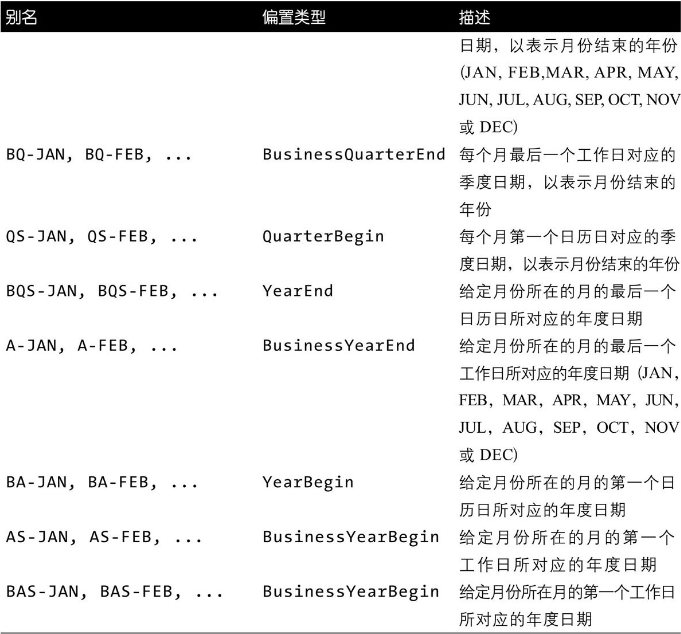 别名 偏置类型 描述
日期，以表示月份结束的年份
(JAN, FEB,MAR, APR, MAY,
JUN, JUL, AUG, SEP, OCT, NOV
或 DEC)
BQ-JAN, BQ-FEB, ... BusinessQuarterEnd 每个月最后一个工作日对应的
季度日期，以表示月份结束的
年份
QS-JAN, QS-FEB, ... QuarterBegin 每个月第一个日历日对应的季
度日期，以表示月份结束的年份
BQS-JAN, BQS-FEB, ... YearEnd 给定月份所在的月的最后一个
日历日所对应的年度日期
A-JAN, A-FEB, ... BusinessYearEnd 给定月份所在的月的最后一个
工作日所对应的年度日期 (JAN,
FEB, MAR, APR, MAY, JUN,
JUL, AUG, SEP, OCT, NOV
或 DEC)
BA-JAN, BA-FEB, ... YearBegin 给定月份所在的月的第一个日
历日所对应的年度日期
AS-JAN, AS-FEB, ... BusinessYearBegin 给定月份所在的月的第一个
工作日所对应的年度日期
BAS-JAN, BAS-FEB, ... BusinessYearBegin 给定月份所在月的第一个工作日
所对应的年度日期